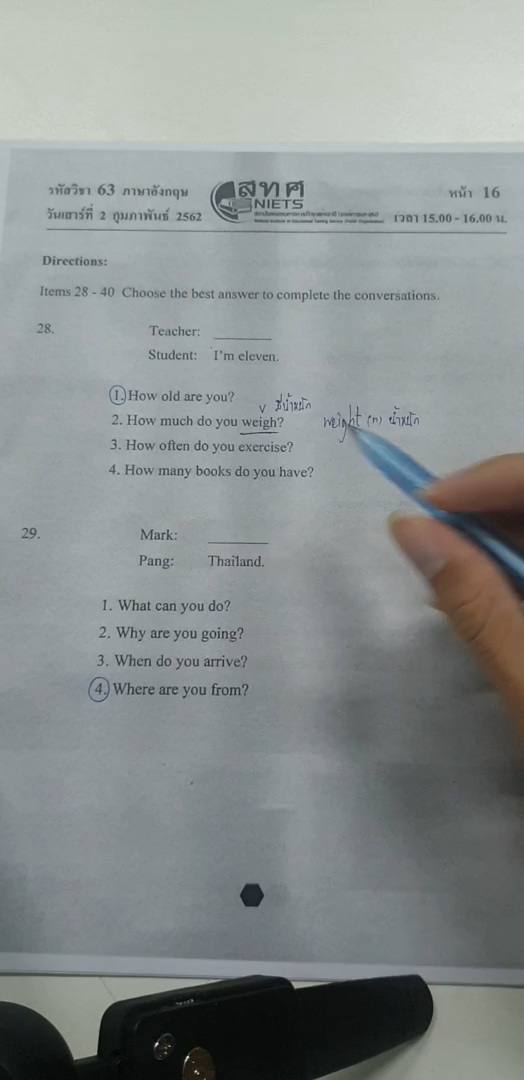 รหัสวิชา 63 ภาษาอังกฤษ
วันเสาร์ที่ 2 กุมภาพันธ์ 2562
สทศ
NIETS
หน้า 16
เวลา 15.00 - 16.00 น.
Directions:
Items 28 - 40 Choose the best answer to complete the conversations.
28. Teacher: ______
Student: I'm eleven.
1. How old are you?
v มีน้ำหนัก
2. How much do you weigh? weight (n) น้ำหนัก
3. How often do you exercise?
4. How many books do you have?
29. Mark: ______
Pang: Thailand.
1. What can you do?
2. Why are you going?
3. When do you arrive?
4. Where are you from?